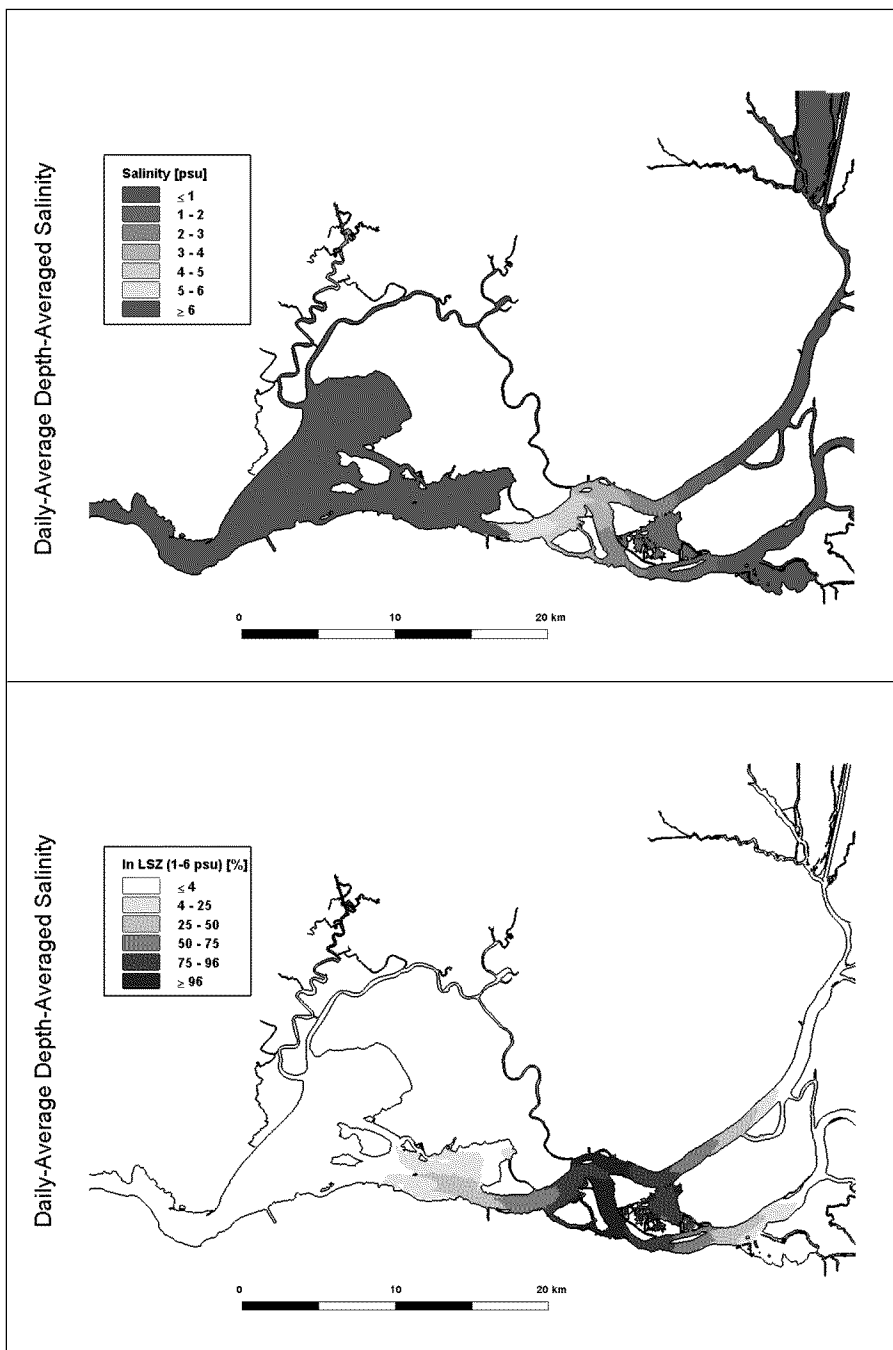 Daily-Average Depth-Averaged Salinity
Salinity [psu]
≤ 1
1 - 2
2 - 3
3 - 4
4 - 5
5 - 6
≥ 6
0 10 20 km
Daily-Average Depth-Averaged Salinity
In LSZ (1-6 psu) [%]
≤ 4
4 - 25
25 - 50
50 - 75
75 - 96
≥ 96
0 10 20 km